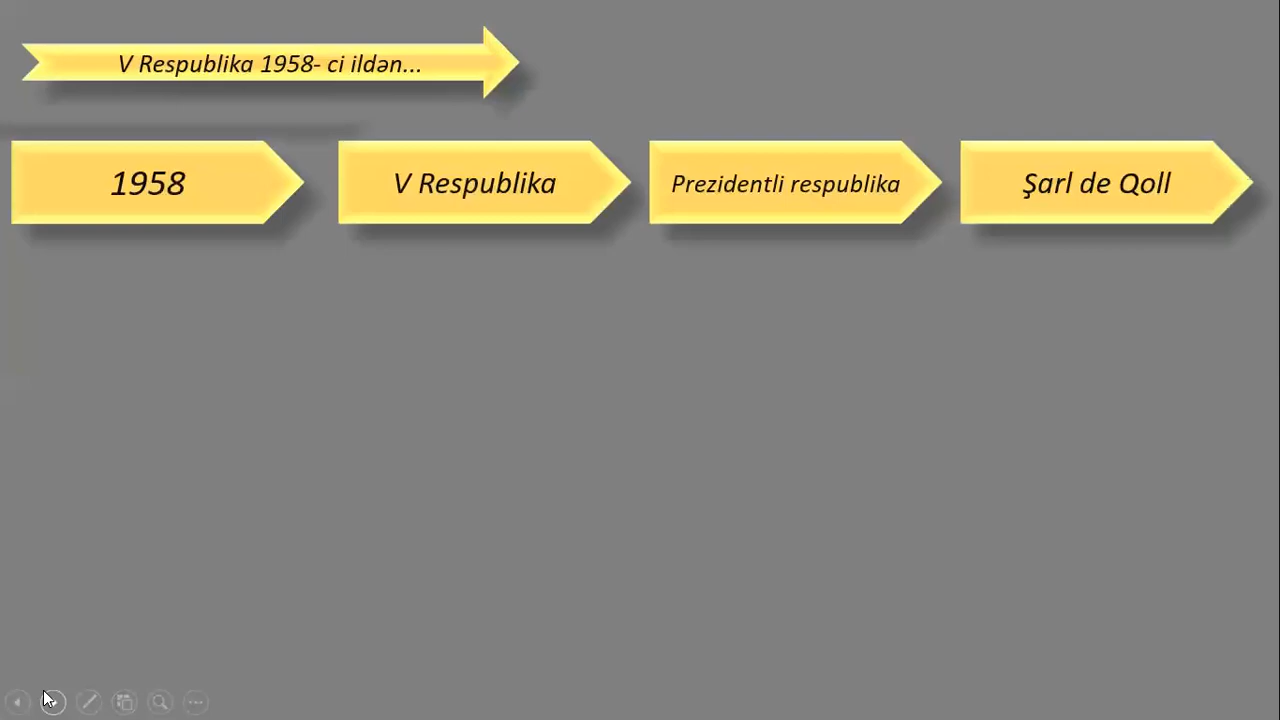 V Respublika 1958- ci ildən...
1958
V Respublika
Prezidentli respublika
Şarl de Qoll